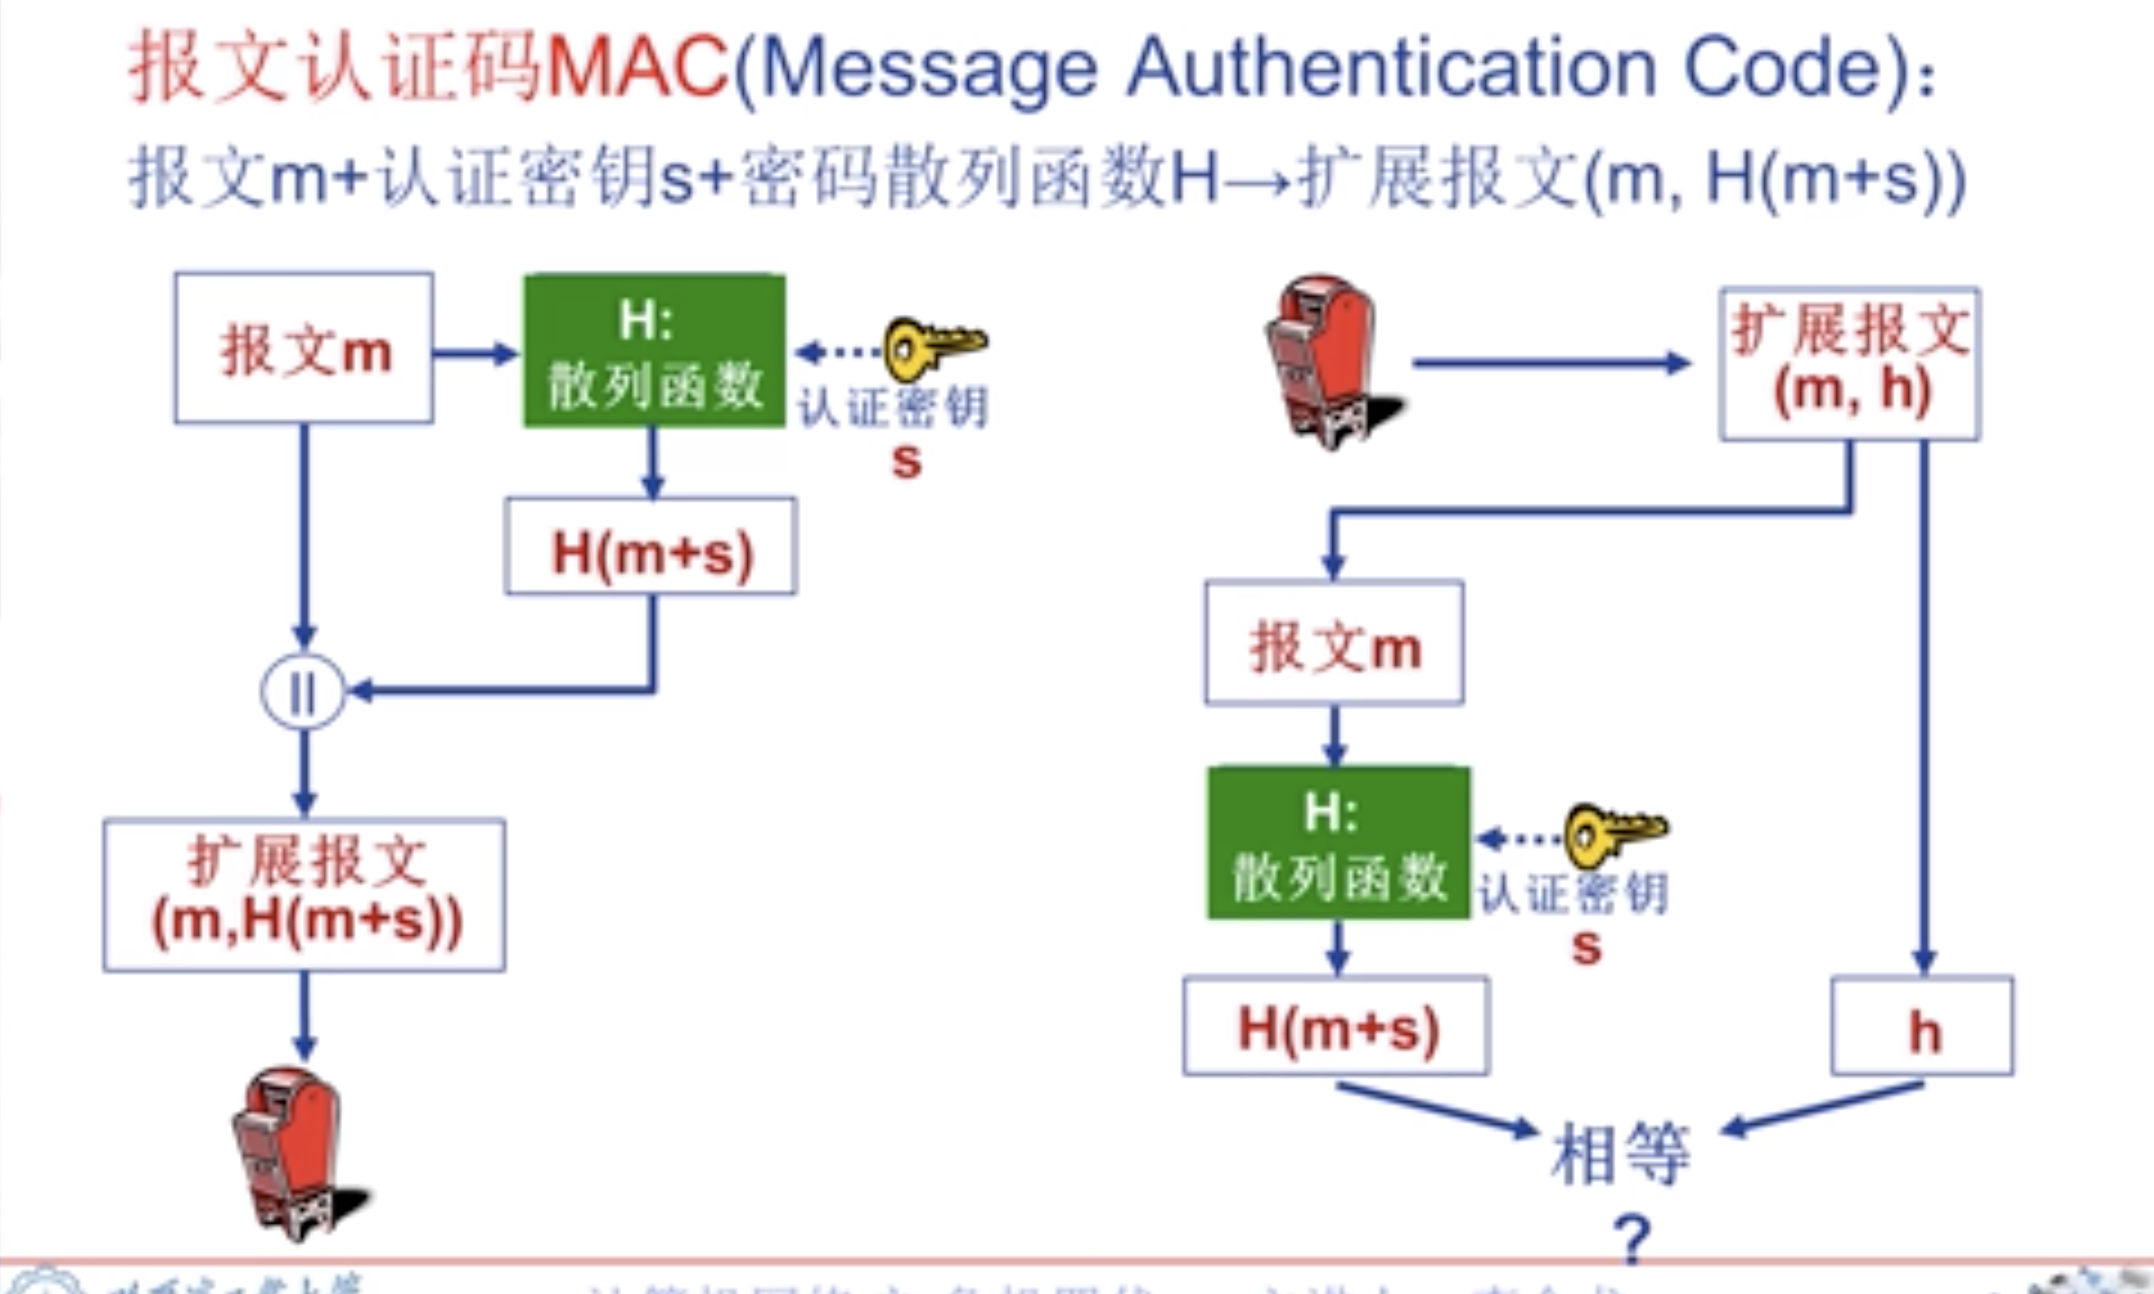 报文认证码MAC(Message Authentication Code)：
报文m+认证密钥s+密码散列函数H→扩展报文(m, H(m+s))
报文m
H:
散列函数
认证密钥
s
H(m+s)
||
扩展报文
(m,H(m+s))
扩展报文
(m, h)
报文m
H:
散列函数
认证密钥
s
H(m+s)
h
相等
?